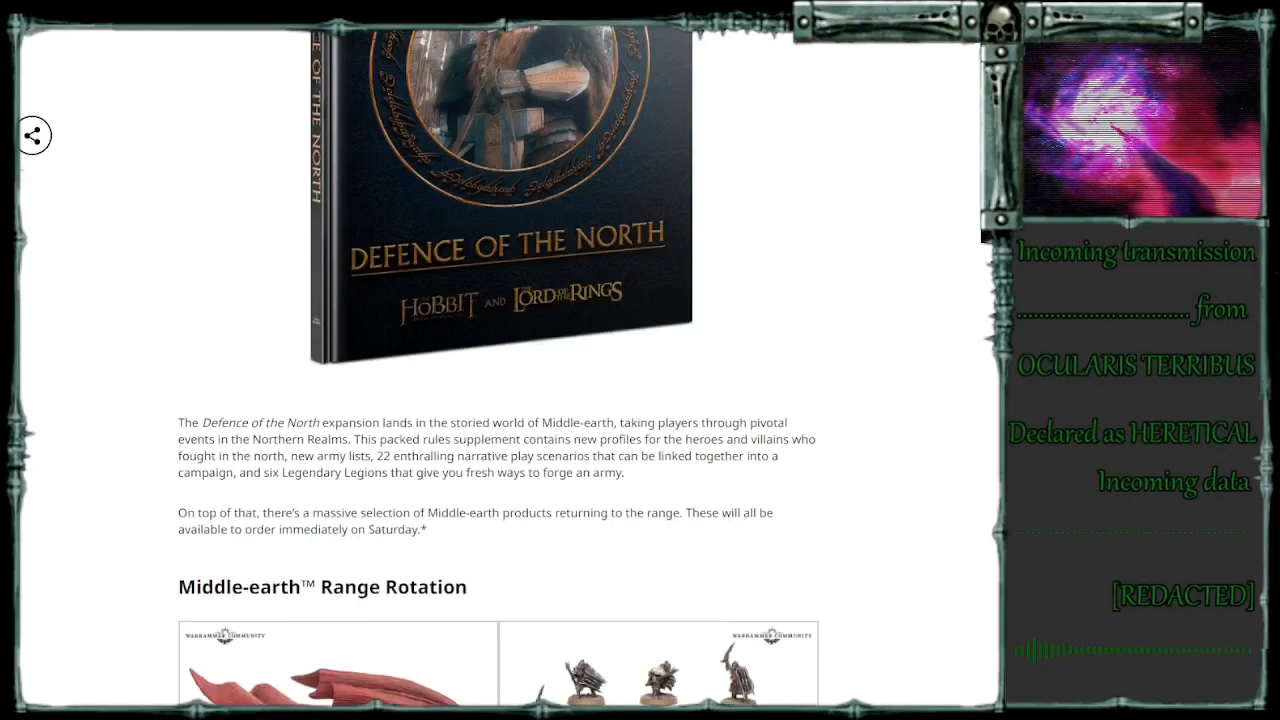 CE OF THE NORTH
DEFENCE OF THE NORTH
THE HOBBIT AND THE LORD OF THE RINGS
The Defence of the North expansion lands in the storied world of Middle-earth, taking players through pivotal
events in the Northern Realms. This packed rules supplement contains new profiles for the heroes and villains who
fought in the north, new army lists, 22 enthralling narrative play scenarios that can be linked together into a
campaign, and six Legendary Legions that give you fresh ways to forge an army.
On top of that, there's a massive selection of Middle-earth products returning to the range. These will all be
available to order immediately on Saturday.*
Middle-earth™ Range Rotation
WARHAMMER COMMUNITY
WARHAMMER COMMUNITY
Incoming transmission
.............................. from
OCULARIS TERRIBUS
Declared as HERETICAL
Incoming data
[REDACTED]